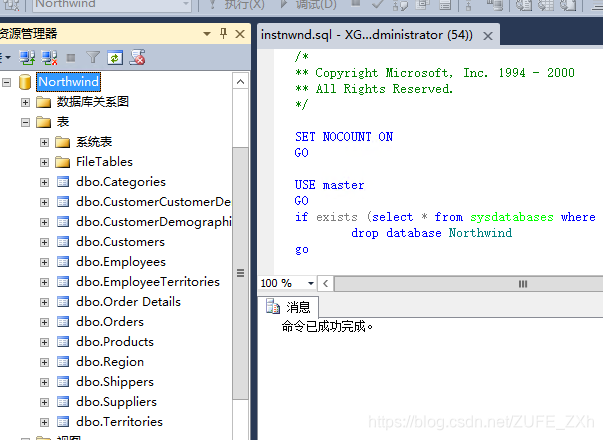 Northwind
执行(X)
调试(D)
资源管理器
Northwind
数据库关系图
表
系统表
FileTables
dbo.Categories
dbo.CustomerCustomerDe
dbo.CustomerDemographi
dbo.Customers
dbo.Employees
dbo.EmployeeTerritories
dbo.Order Details
dbo.Orders
dbo.Products
dbo.Region
dbo.Shippers
dbo.Suppliers
dbo.Territories
instnwnd.sql - XG...dministrator (54))
/*
** Copyright Microsoft, Inc. 1994 - 2000
** All Rights Reserved.
*/
SET NOCOUNT ON
GO
USE master
GO
if exists (select * from sysdatabases where
drop database Northwind
go
100 %
消息
命令已成功完成。
https://blog.csdn.net/ZUFE_ZXh